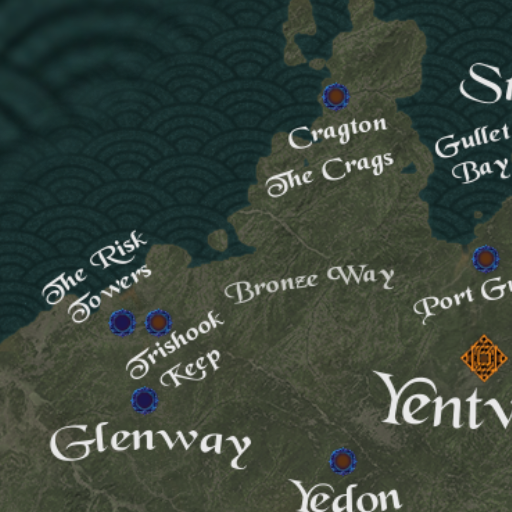 Cragton
The Crags
Gullet
Bay
The Risk
Towers
Bronze Way
Trishook
Keep
Glenway
Yedon